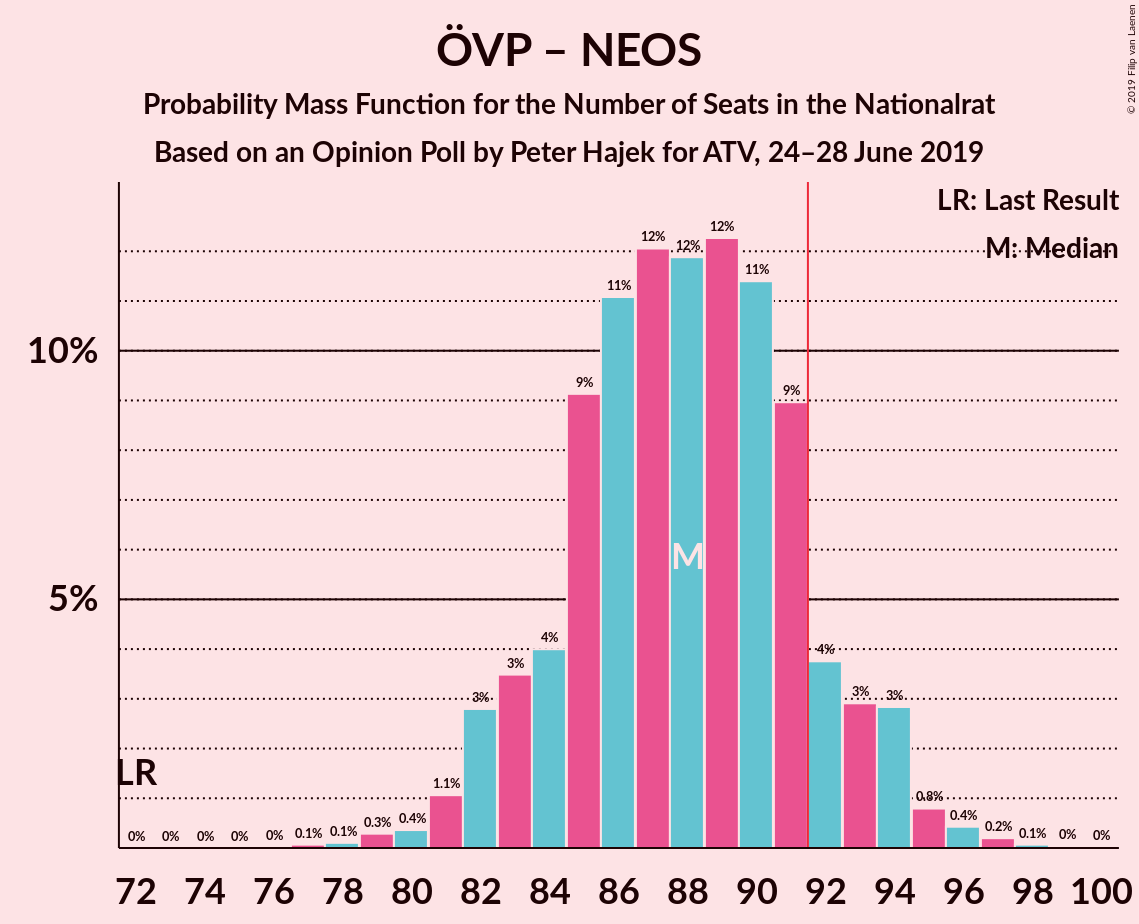 ÖVP – NEOS
Probability Mass Function for the Number of Seats in the Nationalrat
Based on an Opinion Poll by Peter Hajek for ATV, 24–28 June 2019
© 2019 Filip van Laenen
LR: Last Result
M: Median
10%
5%
LR
M
0% 0% 0% 0% 0% 0.1% 0.1% 0.3% 0.4% 1.1% 3% 3% 4% 9% 11% 12% 12% 12% 11% 9% 4% 3% 3% 0.8% 0.4% 0.2% 0.1% 0% 0%
72 74 76 78 80 82 84 86 88 90 92 94 96 98 100